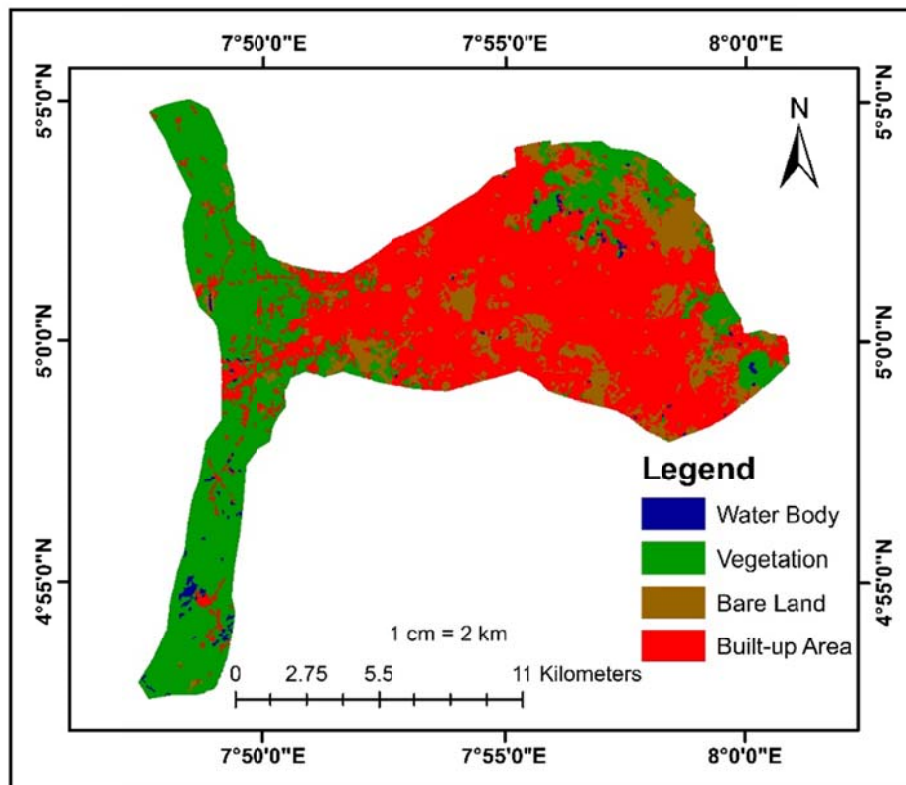 7°50'0"E 7°55'0"E 8°0'0"E
5°5'0"N 5°5'0"N
N
5°0'0"N 5°0'0"N
Legend
Water Body
Vegetation
Bare Land
Built-up Area
4°55'0"N 4°55'0"N
1 cm = 2 km
0 2.75 5.5 11 Kilometers
7°50'0"E 7°55'0"E 8°0'0"E